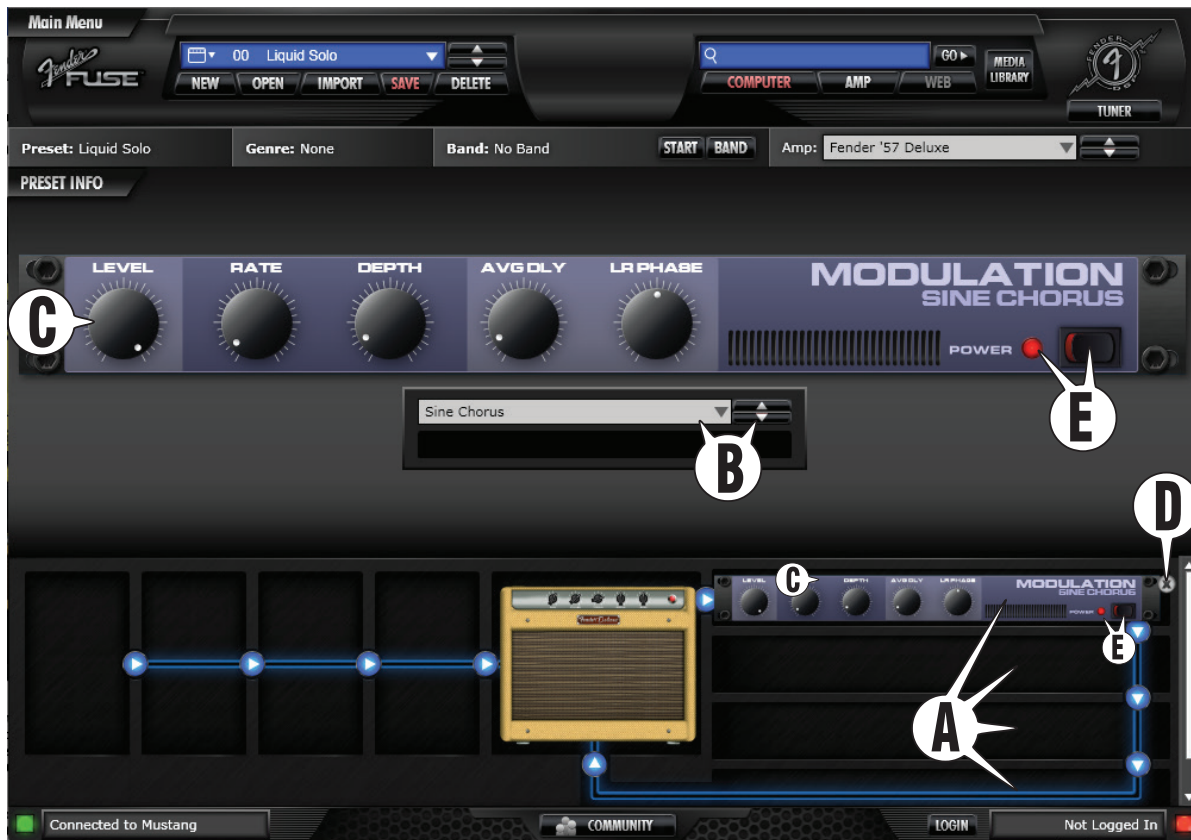 Main Menu
Fender FUSE
00 Liquid Solo
NEW OPEN IMPORT SAVE DELETE
GO
COMPUTER AMP WEB
MEDIA LIBRARY
FENDER DSP
TUNER
Preset: Liquid Solo
Genre: None
Band: No Band
START BAND
Amp: Fender '57 Deluxe
PRESET INFO
LEVEL RATE DEPTH AVG DLY LR PHASE
MODULATION
SINE CHORUS
POWER
C
E
Sine Chorus
B
D
LEVEL C DEPTH AVG DLY LR PHASE
MODULATION
SINE CHORUS
POWER
X
E
A
Connected to Mustang
COMMUNITY
LOGIN
Not Logged In